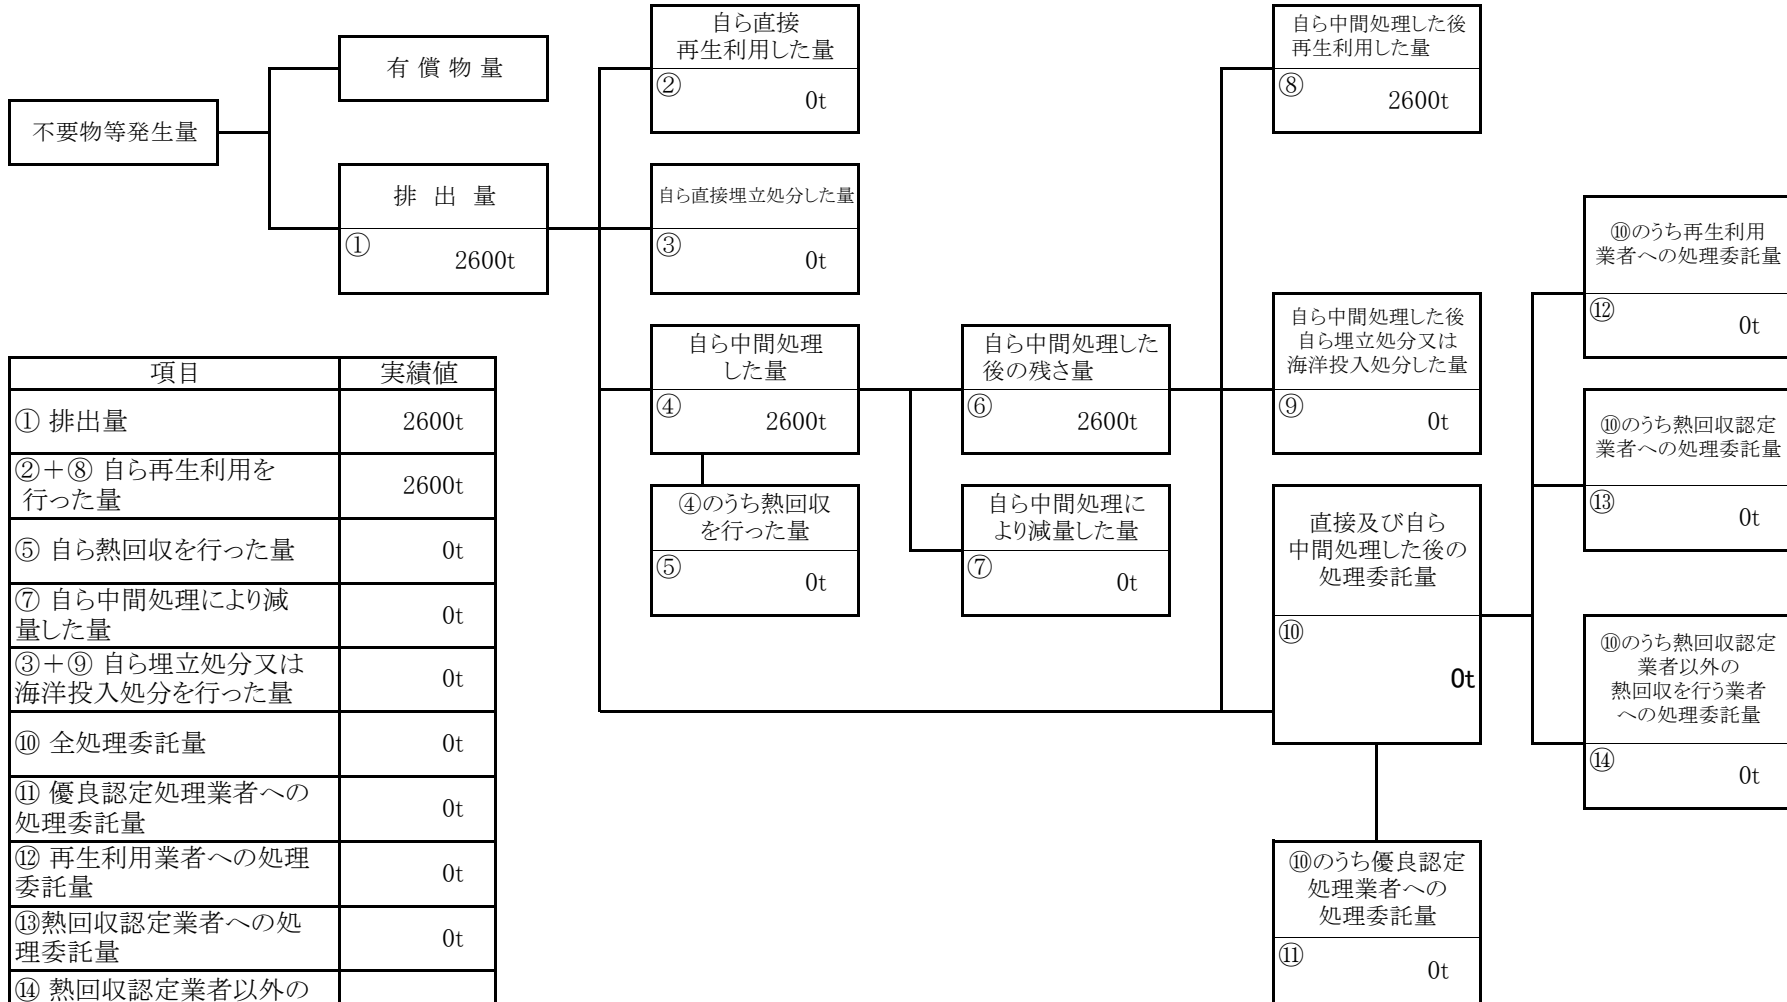 不要物等発生量
有 償 物 量
排 出 量
①
2600t
自ら直接
再生利用した量
②
0t
自ら直接埋立処分した量
③
0t
自ら中間処理
した量
④
2600t
④のうち熱回収
を行った量
⑤
0t
自ら中間処理した
後の残さ量
⑥
2600t
自ら中間処理に
より減量した量
⑦
0t
自ら中間処理した後
再生利用した量
⑧
2600t
自ら中間処理した後
自ら埋立処分又は
海洋投入処分した量
⑨
0t
直接及び自ら
中間処理した後の
処理委託量
⑩
0t
⑩のうち優良認定
処理業者への
処理委託量
⑪
0t
⑩のうち再生利用
業者への処理委託量
⑫
0t
⑩のうち熱回収認定
業者への処理委託量
⑬
0t
⑩のうち熱回収認定
業者以外の
熱回収を行う業者
への処理委託量
⑭
0t
項目 実績値
① 排出量 2600t
②＋⑧ 自ら再生利用を
行った量 2600t
⑤ 自ら熱回収を行った量 0t
⑦ 自ら中間処理により減
量した量 0t
③＋⑨ 自ら埋立処分又は
海洋投入処分を行った量 0t
⑩ 全処理委託量 0t
⑪ 優良認定処理業者への
処理委託量 0t
⑫ 再生利用業者への処理
委託量 0t
⑬熱回収認定業者への処
理委託量 0t
⑭ 熱回収認定業者以外の